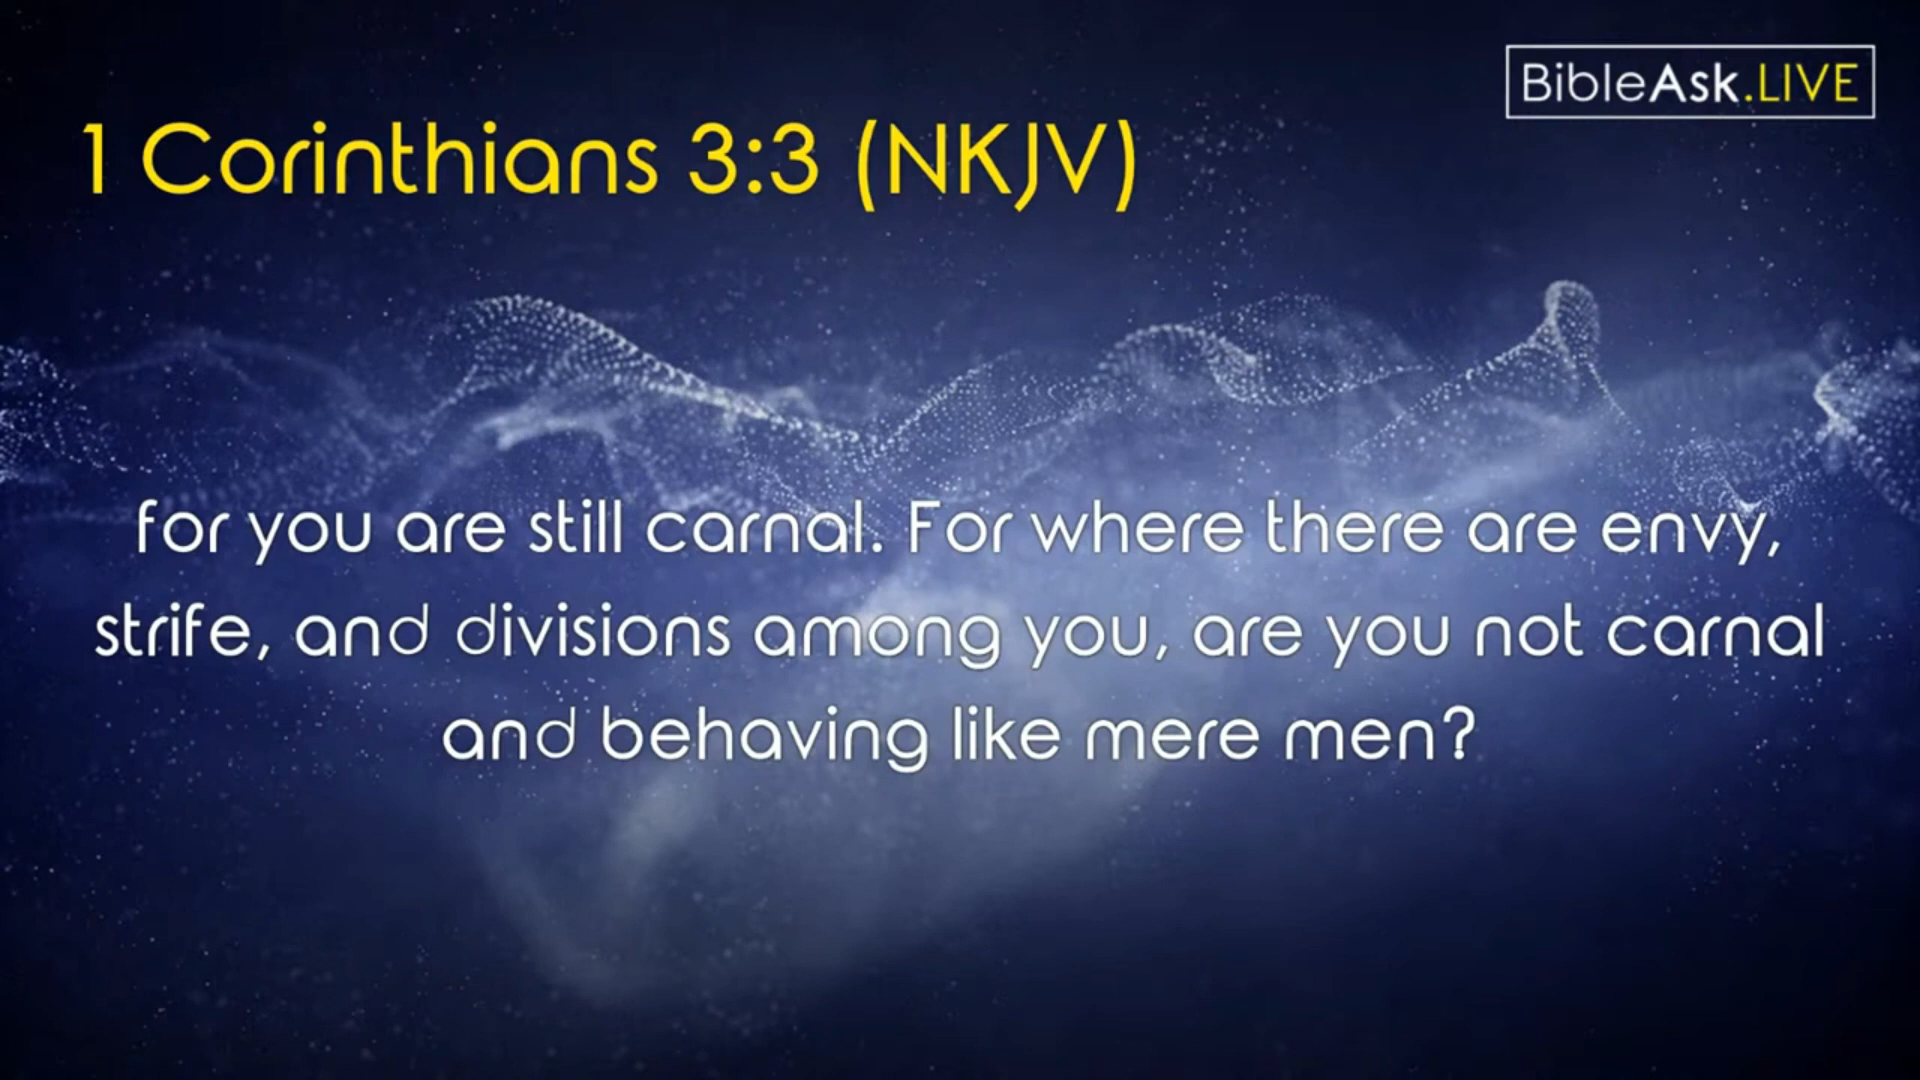 BibleAsk.LIVE
1 Corinthians 3:3 (NKJV)
for you are still carnal. For where there are envy,
strife, and divisions among you, are you not carnal
and behaving like mere men?